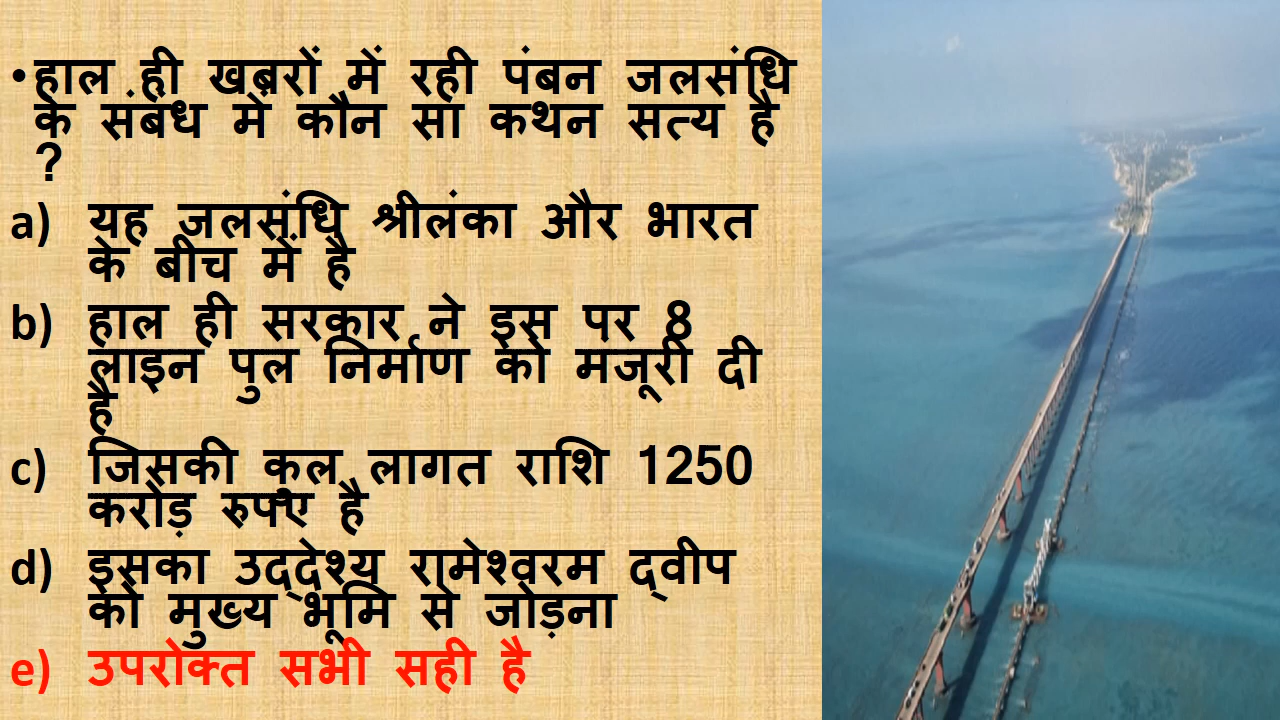 • हाल ही खबरों में रही पंबन जलसंधि
के संबंध में कौन सा कथन सत्य है
?
a) यह जलसंधि श्रीलंका और भारत
के बीच में है
b) हाल ही सरकार ने इस पर 8
लाइन पुल निर्माण को मंजूरी दी
है
c) जिसकी कुल लागत राशि 1250
करोड़ रुपए है
d) इसका उद्देश्य रामेश्वरम द्वीप
को मुख्य भूमि से जोड़ना
e) उपरोक्त सभी सही है